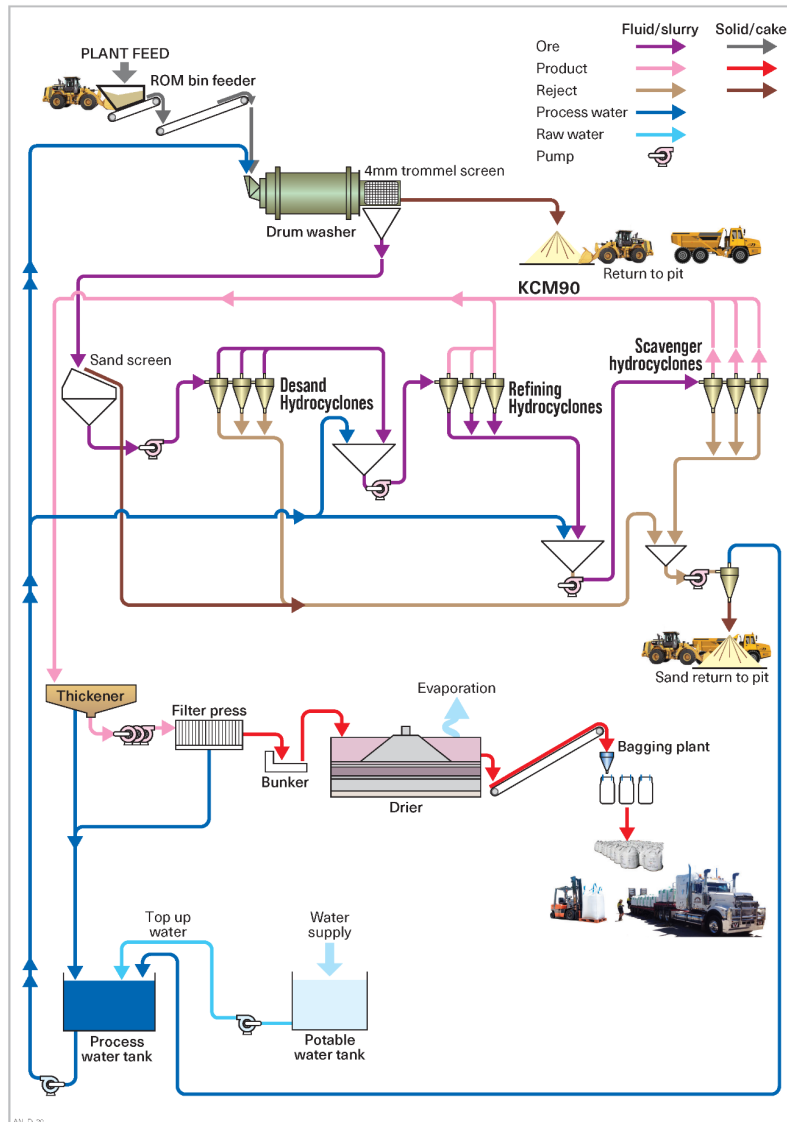 PLANT FEED
ROM bin feeder
Fluid/slurry
Solid/cake
Ore
Product
Reject
Process water
Raw water
Pump
4mm trommel screen
Drum washer
Return to pit
KCM90
Sand screen
Desand
Hydrocyclones
Refining
Hydrocyclones
Scavenger
hydrocyclones
Sand return to pit
Thickener
Filter press
Evaporation
Bagging plant
Bunker
Drier
Top up
water
Water
supply
Process
water tank
Potable
water tank